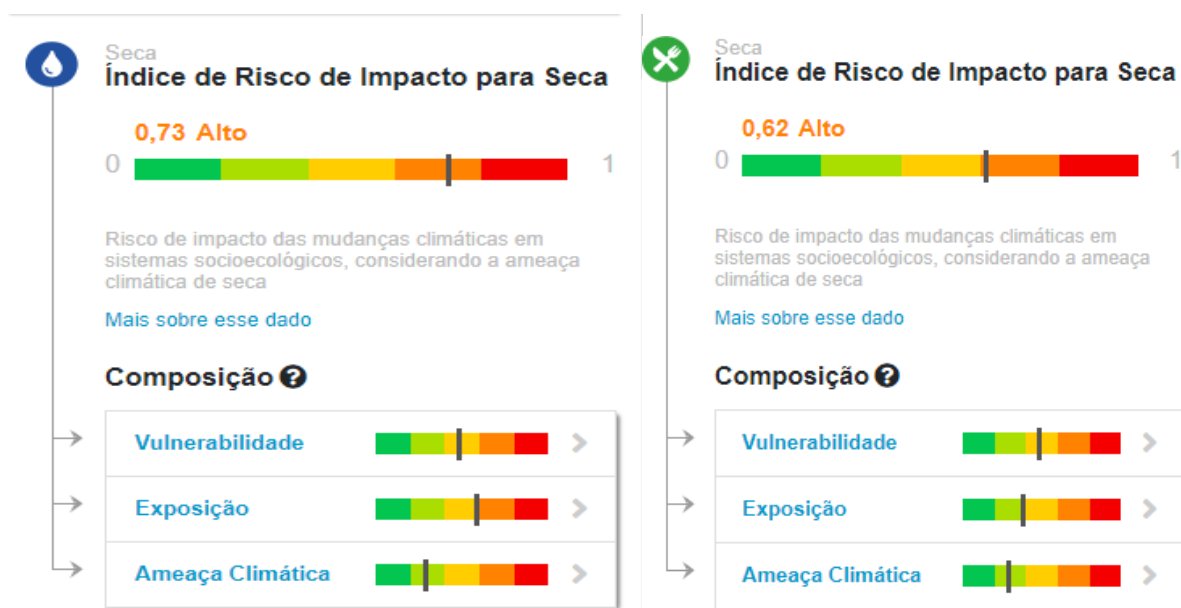 Seca
Índice de Risco de Impacto para Seca
0,73 Alto
0
1
Risco de impacto das mudanças climáticas em
sistemas socioecológicos, considerando a ameaça
climática de seca
Mais sobre esse dado
Composição ?
Vulnerabilidade
Exposição
Ameaça Climática
Seca
Índice de Risco de Impacto para Seca
0,62 Alto
0
1
Risco de impacto das mudanças climáticas em
sistemas socioecológicos, considerando a ameaça
climática de seca
Mais sobre esse dado
Composição ?
Vulnerabilidade
Exposição
Ameaça Climática